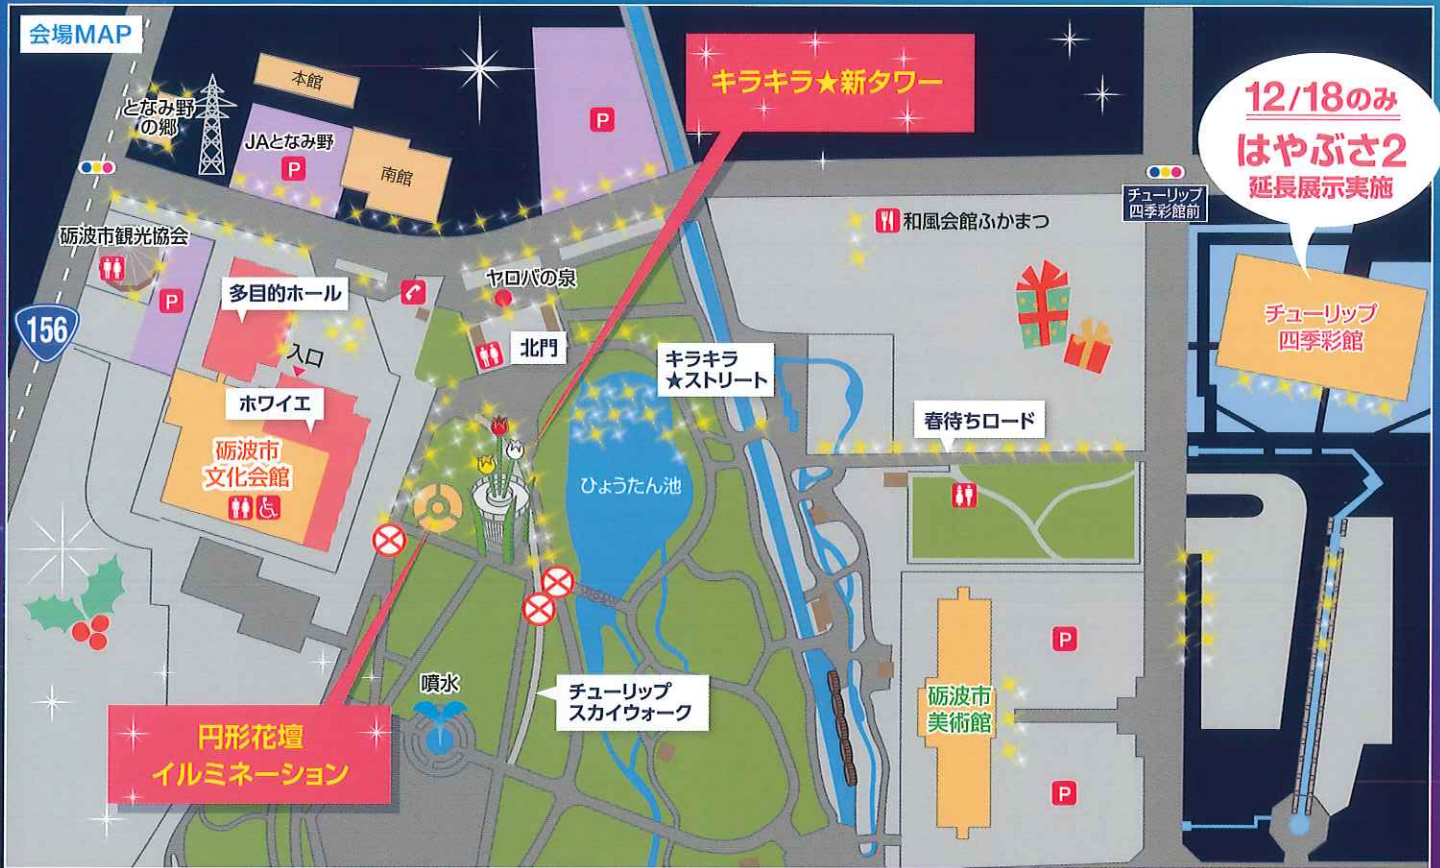 会場MAP
となみ野
の郷
本館
JAとなみ野
P
南館
P
キラキラ★新タワー
12/18のみ
はやぶさ2
延長展示実施
チューリップ
四季彩館前
チューリップ
四季彩館
砺波市観光協会
P
156
多目的ホール
入口
ホワイエ
砺波市
文化会館
ヤロバの泉
北門
キラキラ
★ストリート
和風会館ふかまつ
春待ちロード
ひょうたん池
噴水
チューリップ
スカイウォーク
円形花壇
イルミネーション
砺波市
美術館
P
P